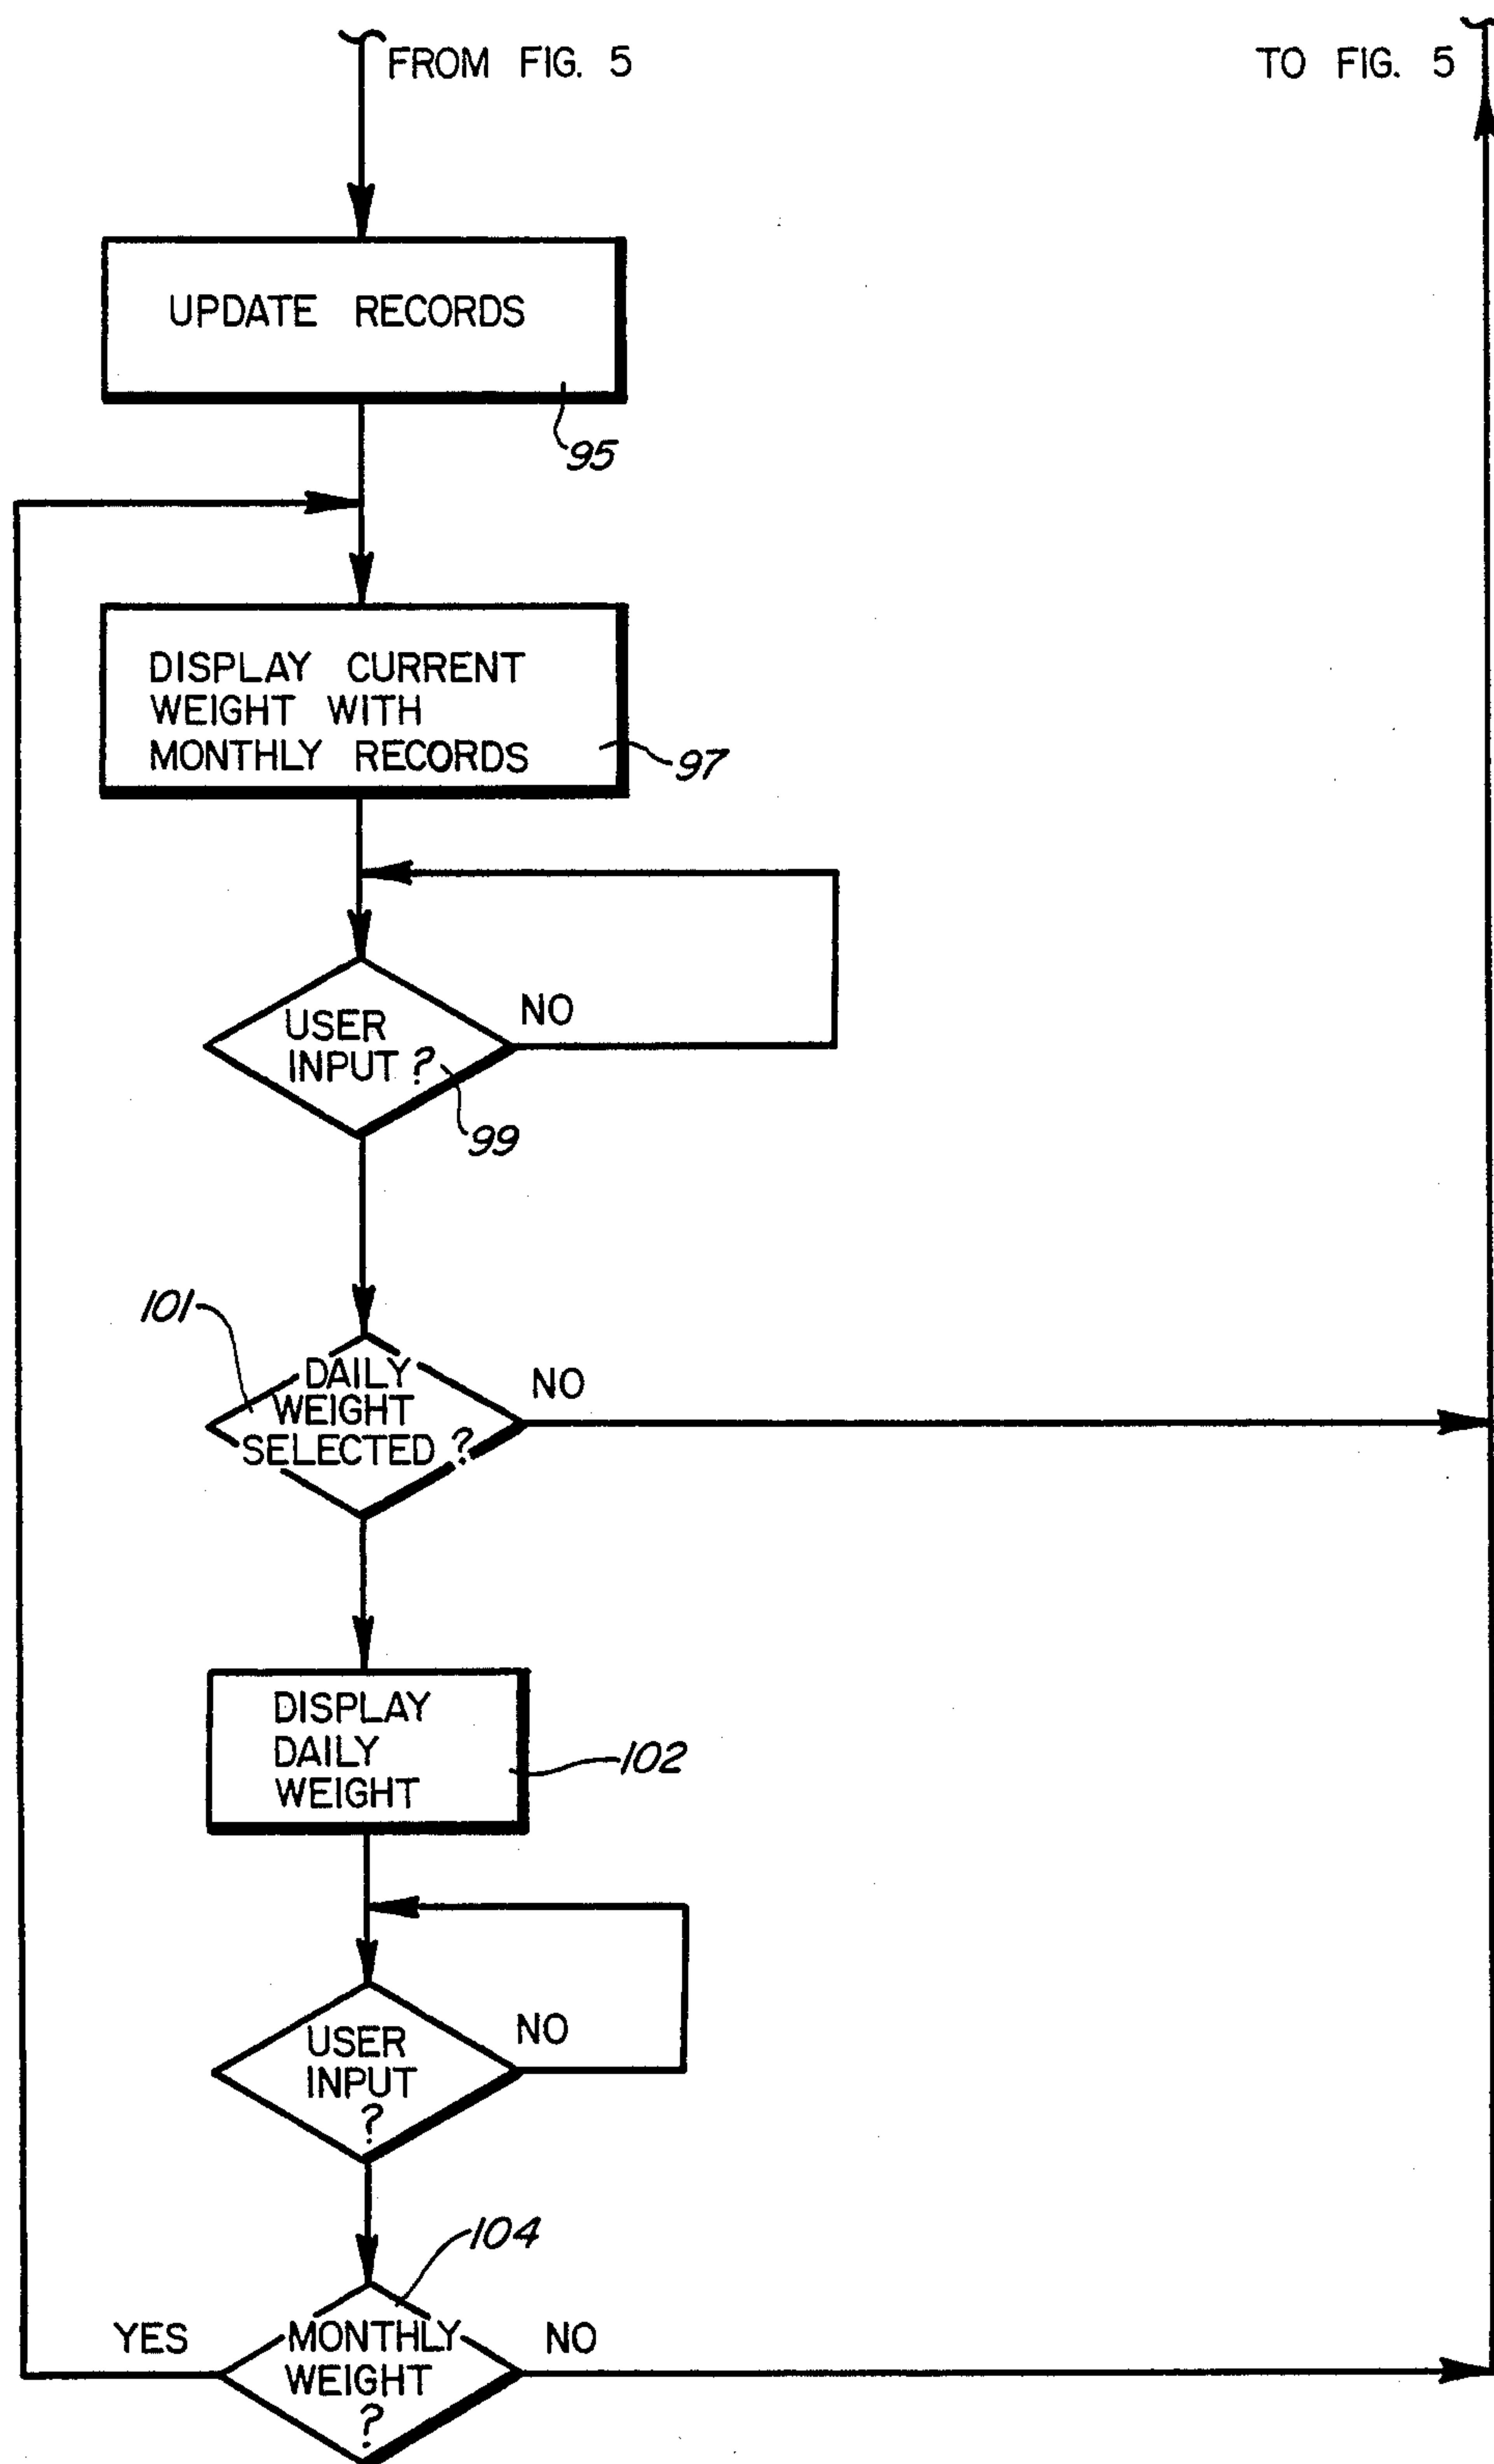 FROM FIG. 5
TO FIG. 5
UPDATE RECORDS
95
DISPLAY CURRENT
WEIGHT WITH
MONTHLY RECORDS
97
USER
INPUT ?
NO
99
101
DAILY
WEIGHT
SELECTED ?
NO
DISPLAY
DAILY
WEIGHT
102
USER
INPUT
?
NO
104
YES
MONTHLY
WEIGHT
?
NO